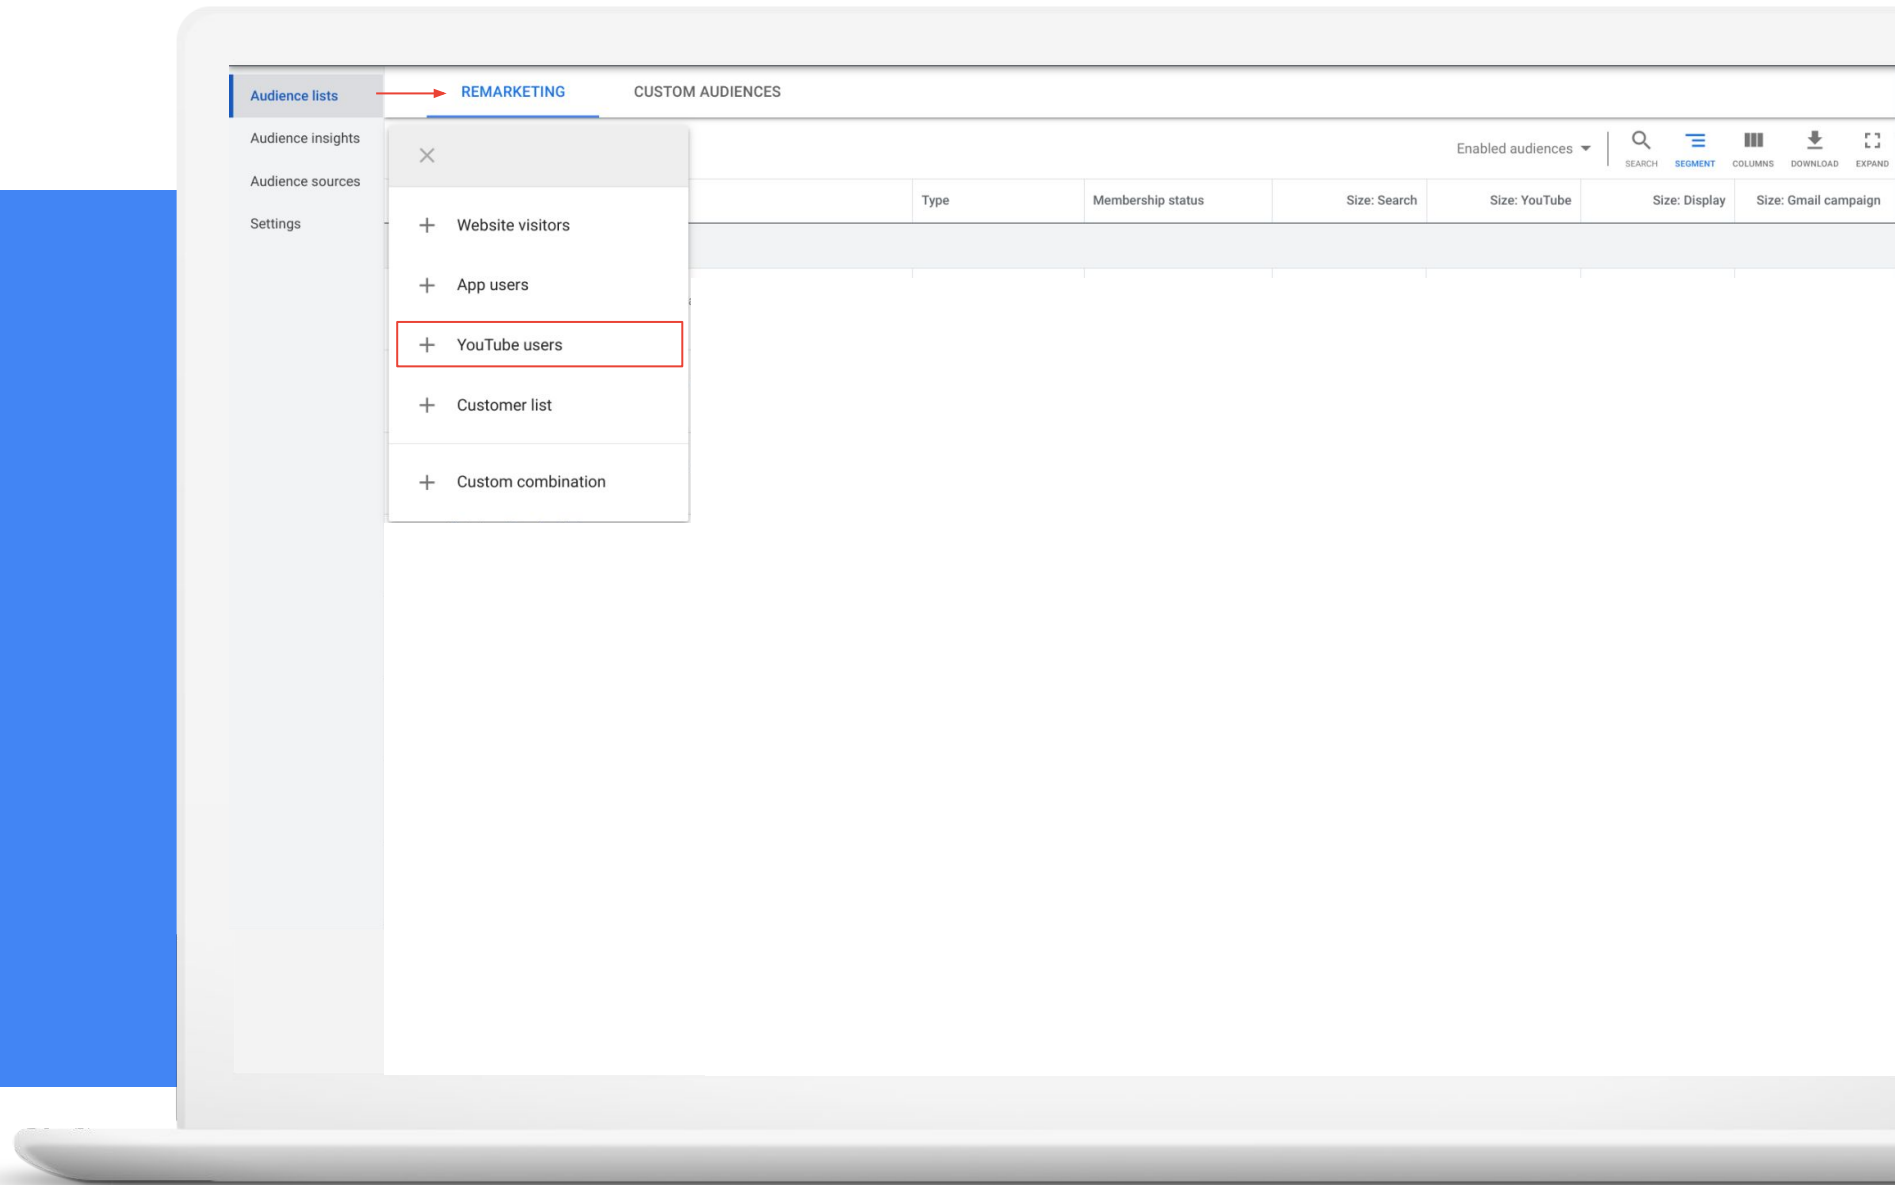 Audience lists
REMARKETING
CUSTOM AUDIENCES
Audience insights
Audience sources
Settings
Enabled audiences
SEARCH
SEGMENT
COLUMNS
DOWNLOAD
EXPAND
Type
Membership status
Size: Search
Size: YouTube
Size: Display
Size: Gmail campaign
Website visitors
App users
YouTube users
Customer list
Custom combination